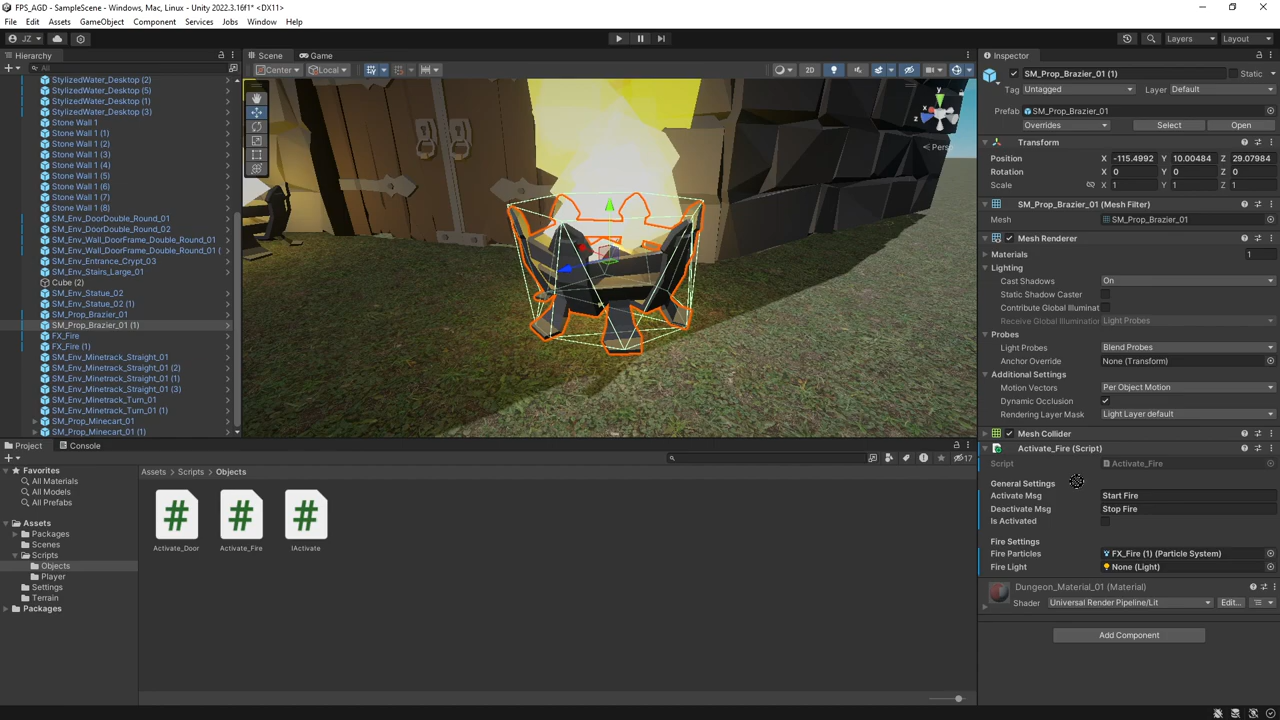 FPS_AGD - SampleScene - Windows, Mac, Linux - Unity 2022.3.16f1* <DX11>
File Edit Assets GameObject Component Services Jobs Window Help
JZ
Layers
Layout
Hierarchy
All
StylizedWater_Desktop (2)
StylizedWater_Desktop (5)
StylizedWater_Desktop (1)
StylizedWater_Desktop (3)
Stone Wall 1
Stone Wall 1 (1)
Stone Wall 1 (2)
Stone Wall 1 (3)
Stone Wall 1 (4)
Stone Wall 1 (5)
Stone Wall 1 (6)
Stone Wall 1 (7)
Stone Wall 1 (8)
SM_Env_DoorDouble_Round_01
SM_Env_DoorDouble_Round_02
SM_Env_Wall_DoorFrame_Double_Round_01
SM_Env_Wall_DoorFrame_Double_Round_01 (
SM_Env_Entrance_Crypt_03
SM_Env_Stairs_Large_01
Cube (2)
SM_Env_Statue_02
SM_Env_Statue_02 (1)
SM_Prop_Brazier_01
SM_Prop_Brazier_01 (1)
FX_Fire
FX_Fire (1)
SM_Env_Minetrack_Straight_01
SM_Env_Minetrack_Straight_01 (2)
SM_Env_Minetrack_Straight_01 (1)
SM_Env_Minetrack_Straight_01 (3)
SM_Env_Minetrack_Turn_01
SM_Env_Minetrack_Turn_01 (1)
SM_Prop_Minecart_01
SM_Prop_Minecart_01 (1)
Scene
Game
Center
Local
2D
y
x
z
Persp
Inspector
SM_Prop_Brazier_01 (1)
Static
Tag Untagged
Layer Default
Prefab SM_Prop_Brazier_01
Overrides Select Open
Transform
Position X -115.4992 Y 10.00484 Z 29.07984
Rotation X 0 Y 0 Z 0
Scale X 1 Y 1 Z 1
SM_Prop_Brazier_01 (Mesh Filter)
Mesh SM_Prop_Brazier_01
Mesh Renderer
Materials 1
Lighting
Cast Shadows On
Static Shadow Caster
Contribute Global Illuminat
Receive Global Illumination Light Probes
Probes
Light Probes Blend Probes
Anchor Override None (Transform)
Additional Settings
Motion Vectors Per Object Motion
Dynamic Occlusion
Rendering Layer Mask Light Layer default
Mesh Collider
Activate_Fire (Script)
Script Activate_Fire
General Settings
Activate Msg Start Fire
Deactivate Msg Stop Fire
Is Activated
Fire Settings
Fire Particles FX_Fire (1) (Particle System)
Fire Light None (Light)
Dungeon_Material_01 (Material)
Shader Universal Render Pipeline/Lit Edit...
Add Component
Project
Console
17
Favorites
All Materials
All Models
All Prefabs
Assets
Packages
Scenes
Scripts
Objects
Player
Settings
Terrain
Packages
Assets > Scripts > Objects
Activate_Door
Activate_Fire
IActivate